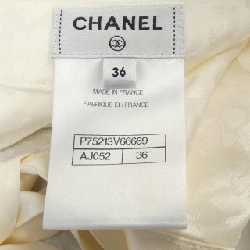 CHANEL
36
MADE IN FRANCE
FABRIQUE EN FRANCE
P75213V66689
AJ052 36